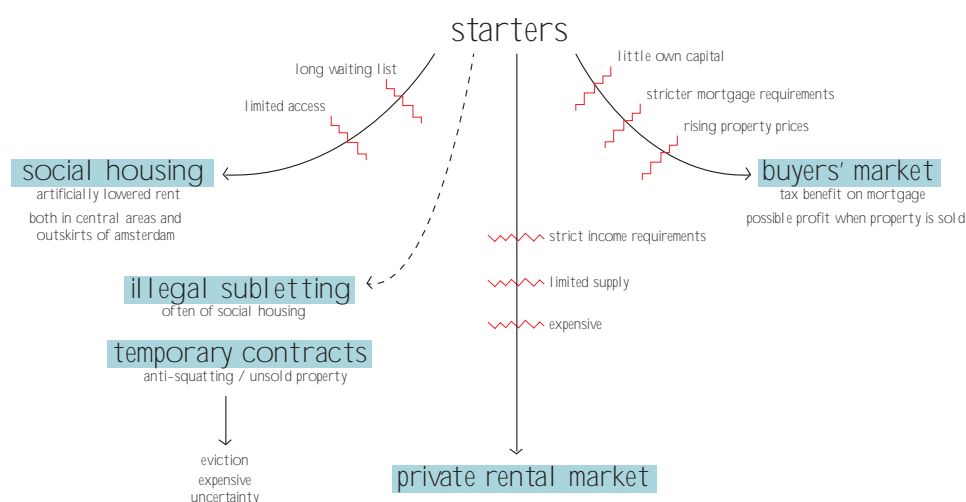 starters
long waiting list
limited access
little own capital
stricter mortgage requirements
rising property prices
social housing
artificially lowered rent
both in central areas and
outskirts of amsterdam
buyers' market
tax benefit on mortgage
possible profit when property is sold
strict income requirements
limited supply
expensive
illegal subletting
often of social housing
temporary contracts
anti-squatting / unsold property
eviction
expensive
uncertainty
private rental market